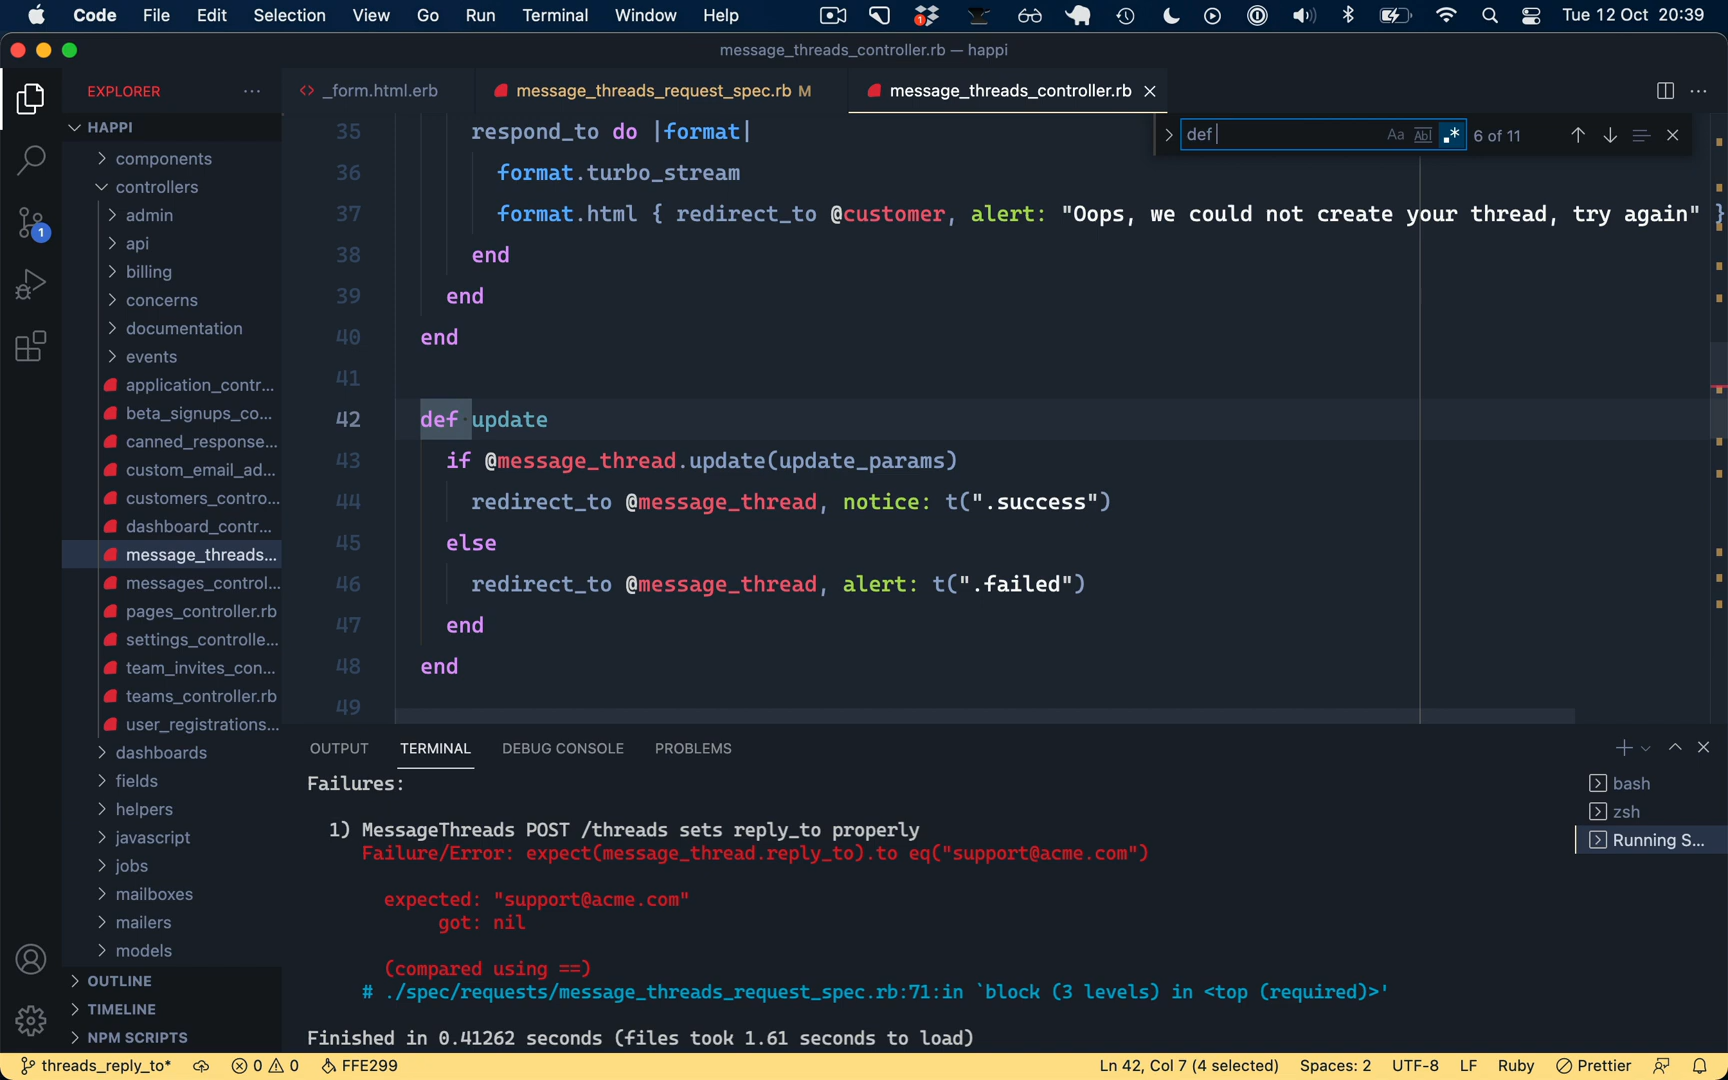 Code File Edit Selection View Go Run Terminal Window Help 1 Tue 12 Oct 20:39
message_threads_controller.rb — happi
EXPLORER ···
_form.html.erb
message_threads_request_spec.rb M
message_threads_controller.rb
def
Aa Abl .* 6 of 11
HAPPI
components
controllers
admin
api
billing
concerns
documentation
events
application_contr...
beta_signups_co...
canned_response...
custom_email_ad...
customers_contro...
dashboard_contr...
message_threads...
messages_control...
pages_controller.rb
settings_controlle...
team_invites_con...
teams_controller.rb
user_registrations...
dashboards
fields
helpers
javascript
jobs
mailboxes
mailers
models
OUTLINE
TIMELINE
NPM SCRIPTS
1
35 respond_to do |format|
36 format.turbo_stream
37 format.html { redirect_to @customer, alert: "Oops, we could not create your thread, try again" }
38 end
39 end
40 end
41
42 def update
43 if @message_thread.update(update_params)
44 redirect_to @message_thread, notice: t(".success")
45 else
46 redirect_to @message_thread, alert: t(".failed")
47 end
48 end
49
OUTPUT TERMINAL DEBUG CONSOLE PROBLEMS
Failures:
1) MessageThreads POST /threads sets reply_to properly
Failure/Error: expect(message_thread.reply_to).to eq("support@acme.com")
expected: "support@acme.com"
got: nil
(compared using ==)
# ./spec/requests/message_threads_request_spec.rb:71:in `block (3 levels) in <top (required)>'
Finished in 0.41262 seconds (files took 1.61 seconds to load)
bash
zsh
Running S...
threads_reply_to* 0 0 FFE299 Ln 42, Col 7 (4 selected) Spaces: 2 UTF-8 LF Ruby Prettier